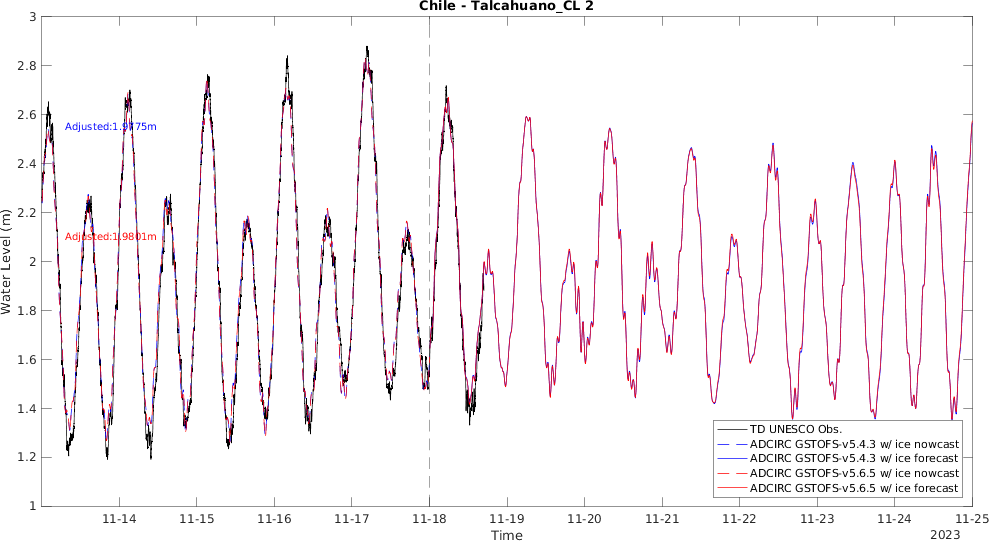 Chile - Talcahuano_CL 2
3
2.8
2.6
2.4
2.2
2
1.8
1.6
1.4
1.2
1
Water Level (m)
Adjusted:1.9775m
Adjusted:1.9801m
TD UNESCO Obs.
ADCIRC GSTOFS-v5.4.3 w/ ice nowcast
ADCIRC GSTOFS-v5.4.3 w/ ice forecast
ADCIRC GSTOFS-v5.6.5 w/ ice nowcast
ADCIRC GSTOFS-v5.6.5 w/ ice forecast
11-14 11-15 11-16 11-17 11-18 11-19 11-20 11-21 11-22 11-23 11-24 11-25
Time
2023